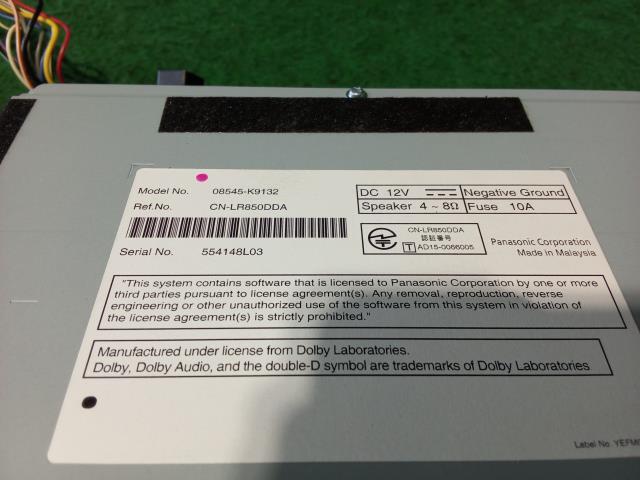 Model No. 08545-K9132
Ref.No. CN-LR850DDA
Serial No. 554148L03
DC 12V Negative Ground
Speaker 4 ~ 8Ω Fuse 10A
CN-LR850DDA
認証番号
T AD15-0066005
Panasonic Corporation
Made in Malaysia
"This system contains software that is licensed to Panasonic Corporation by one or more
third parties pursuant to license agreement(s). Any removal, reproduction, reverse
engineering or other unauthorized use of the software from this system in violation of
the license agreement(s) is strictly prohibited."
Manufactured under license from Dolby Laboratories.
Dolby, Dolby Audio, and the double-D symbol are trademarks of Dolby Laboratories
Label No.